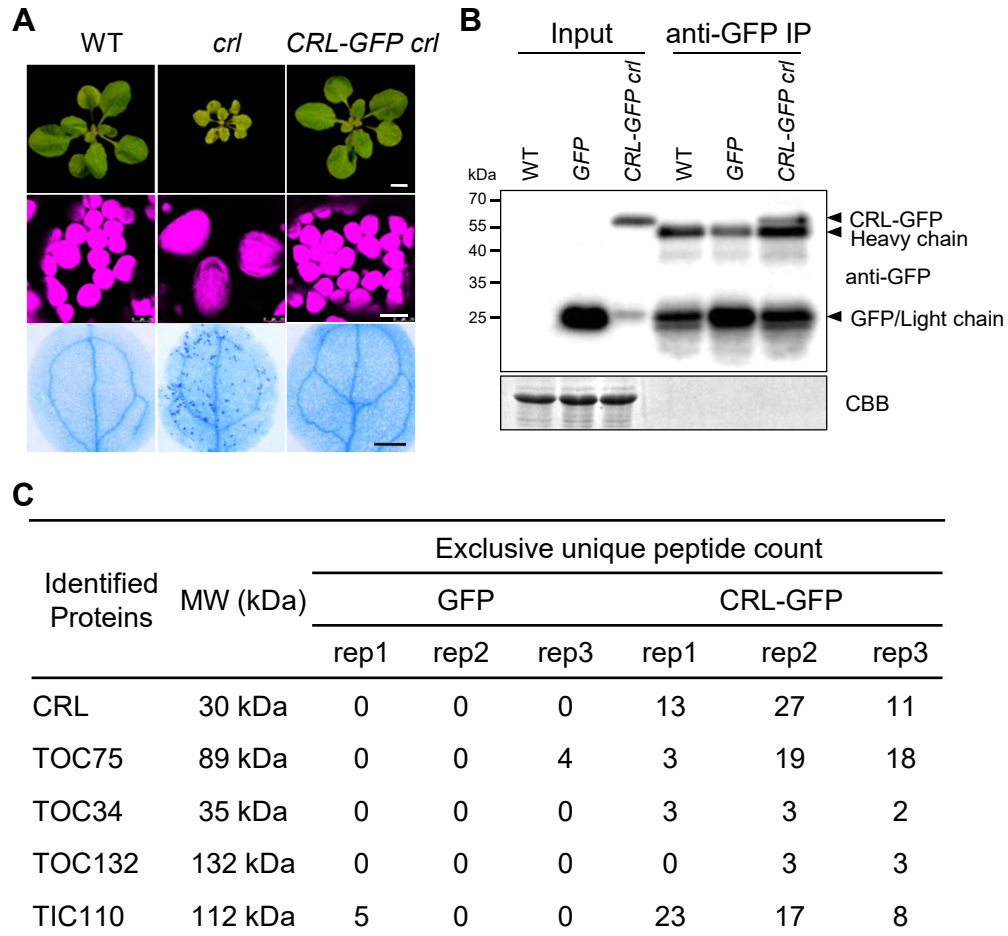 A
WT crl CRL-GFP crl
B
Input anti-GFP IP
WT GFP CRL-GFP crl WT GFP CRL-GFP crl
kDa
70
55
40
35
25
CRL-GFP
Heavy chain
anti-GFP
GFP/Light chain
CBB
C
Identified Proteins MW (kDa) Exclusive unique peptide count
GFP CRL-GFP
rep1 rep2 rep3 rep1 rep2 rep3
CRL 30 kDa 0 0 0 13 27 11
TOC75 89 kDa 0 0 4 3 19 18
TOC34 35 kDa 0 0 0 3 3 2
TOC132 132 kDa 0 0 0 0 3 3
TIC110 112 kDa 5 0 0 23 17 8